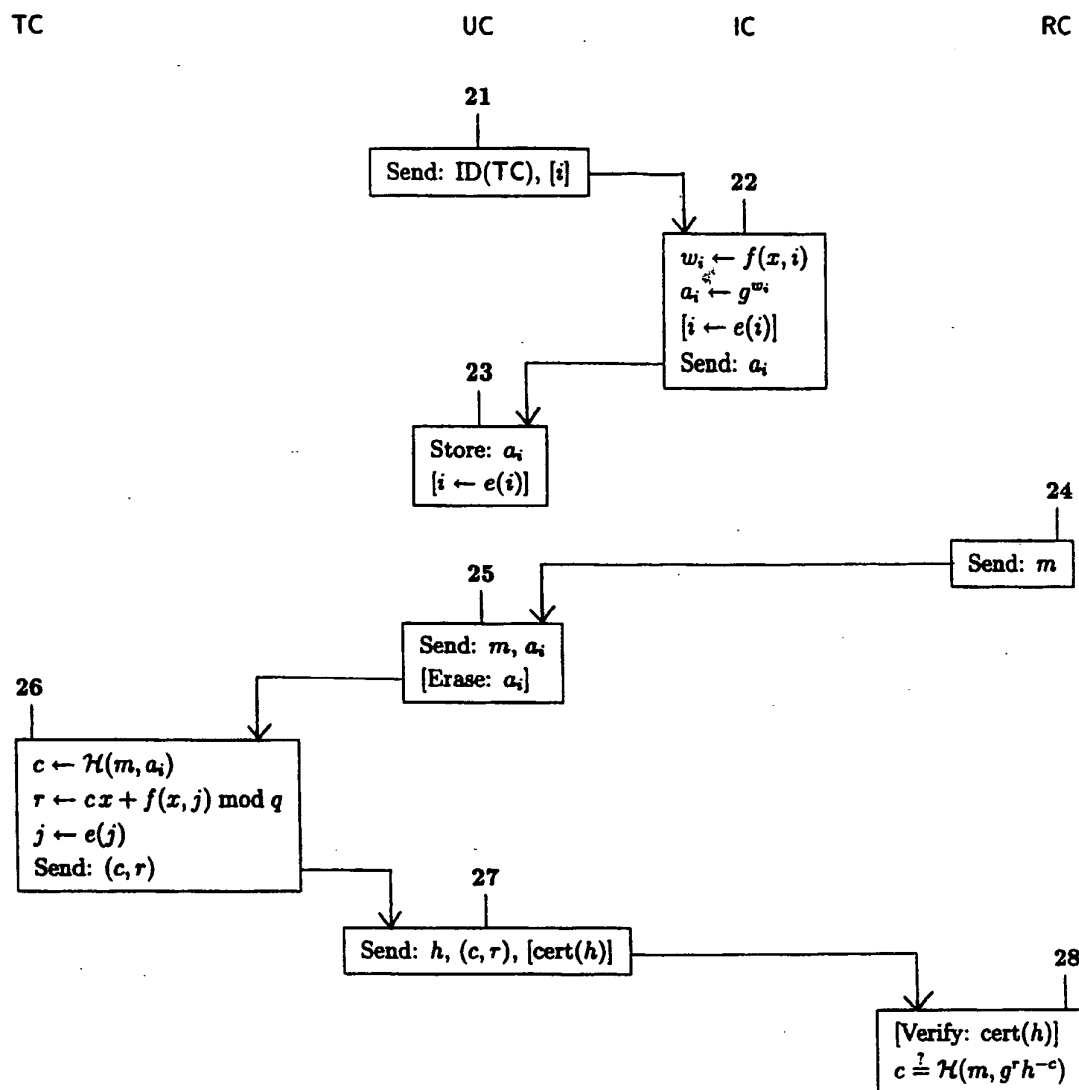 TC UC IC RC
21
Send: ID(TC), [i]
22
w_i ← f(x, i)
a_i ← g^{w_i}
[i ← e(i)]
Send: a_i
23
Store: a_i
[i ← e(i)]
24
Send: m
25
Send: m, a_i
[Erase: a_i]
26
c ← ℋ(m, a_i)
r ← cx + f(x, j) mod q
j ← e(j)
Send: (c, r)
27
Send: h, (c, r), [cert(h)]
28
[Verify: cert(h)]
c ≟ ℋ(m, g^r h^{-c})